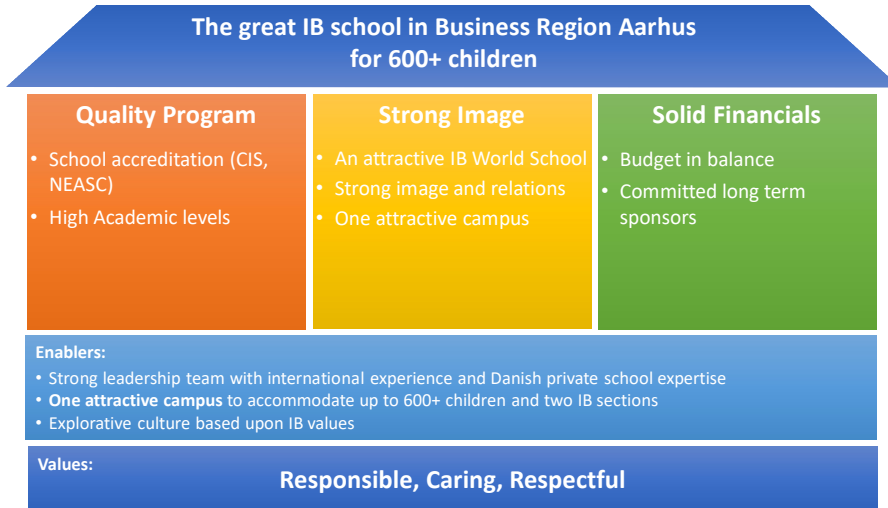 The great IB school in Business Region Aarhus
for 600+ children
Quality Program
• School accreditation (CIS,
NEASC)
• High Academic levels
Strong Image
• An attractive IB World School
• Strong image and relations
• One attractive campus
Solid Financials
• Budget in balance
• Committed long term
sponsors
Enablers:
• Strong leadership team with international experience and Danish private school expertise
• One attractive campus to accommodate up to 600+ children and two IB sections
• Explorative culture based upon IB values
Values:
Responsible, Caring, Respectful